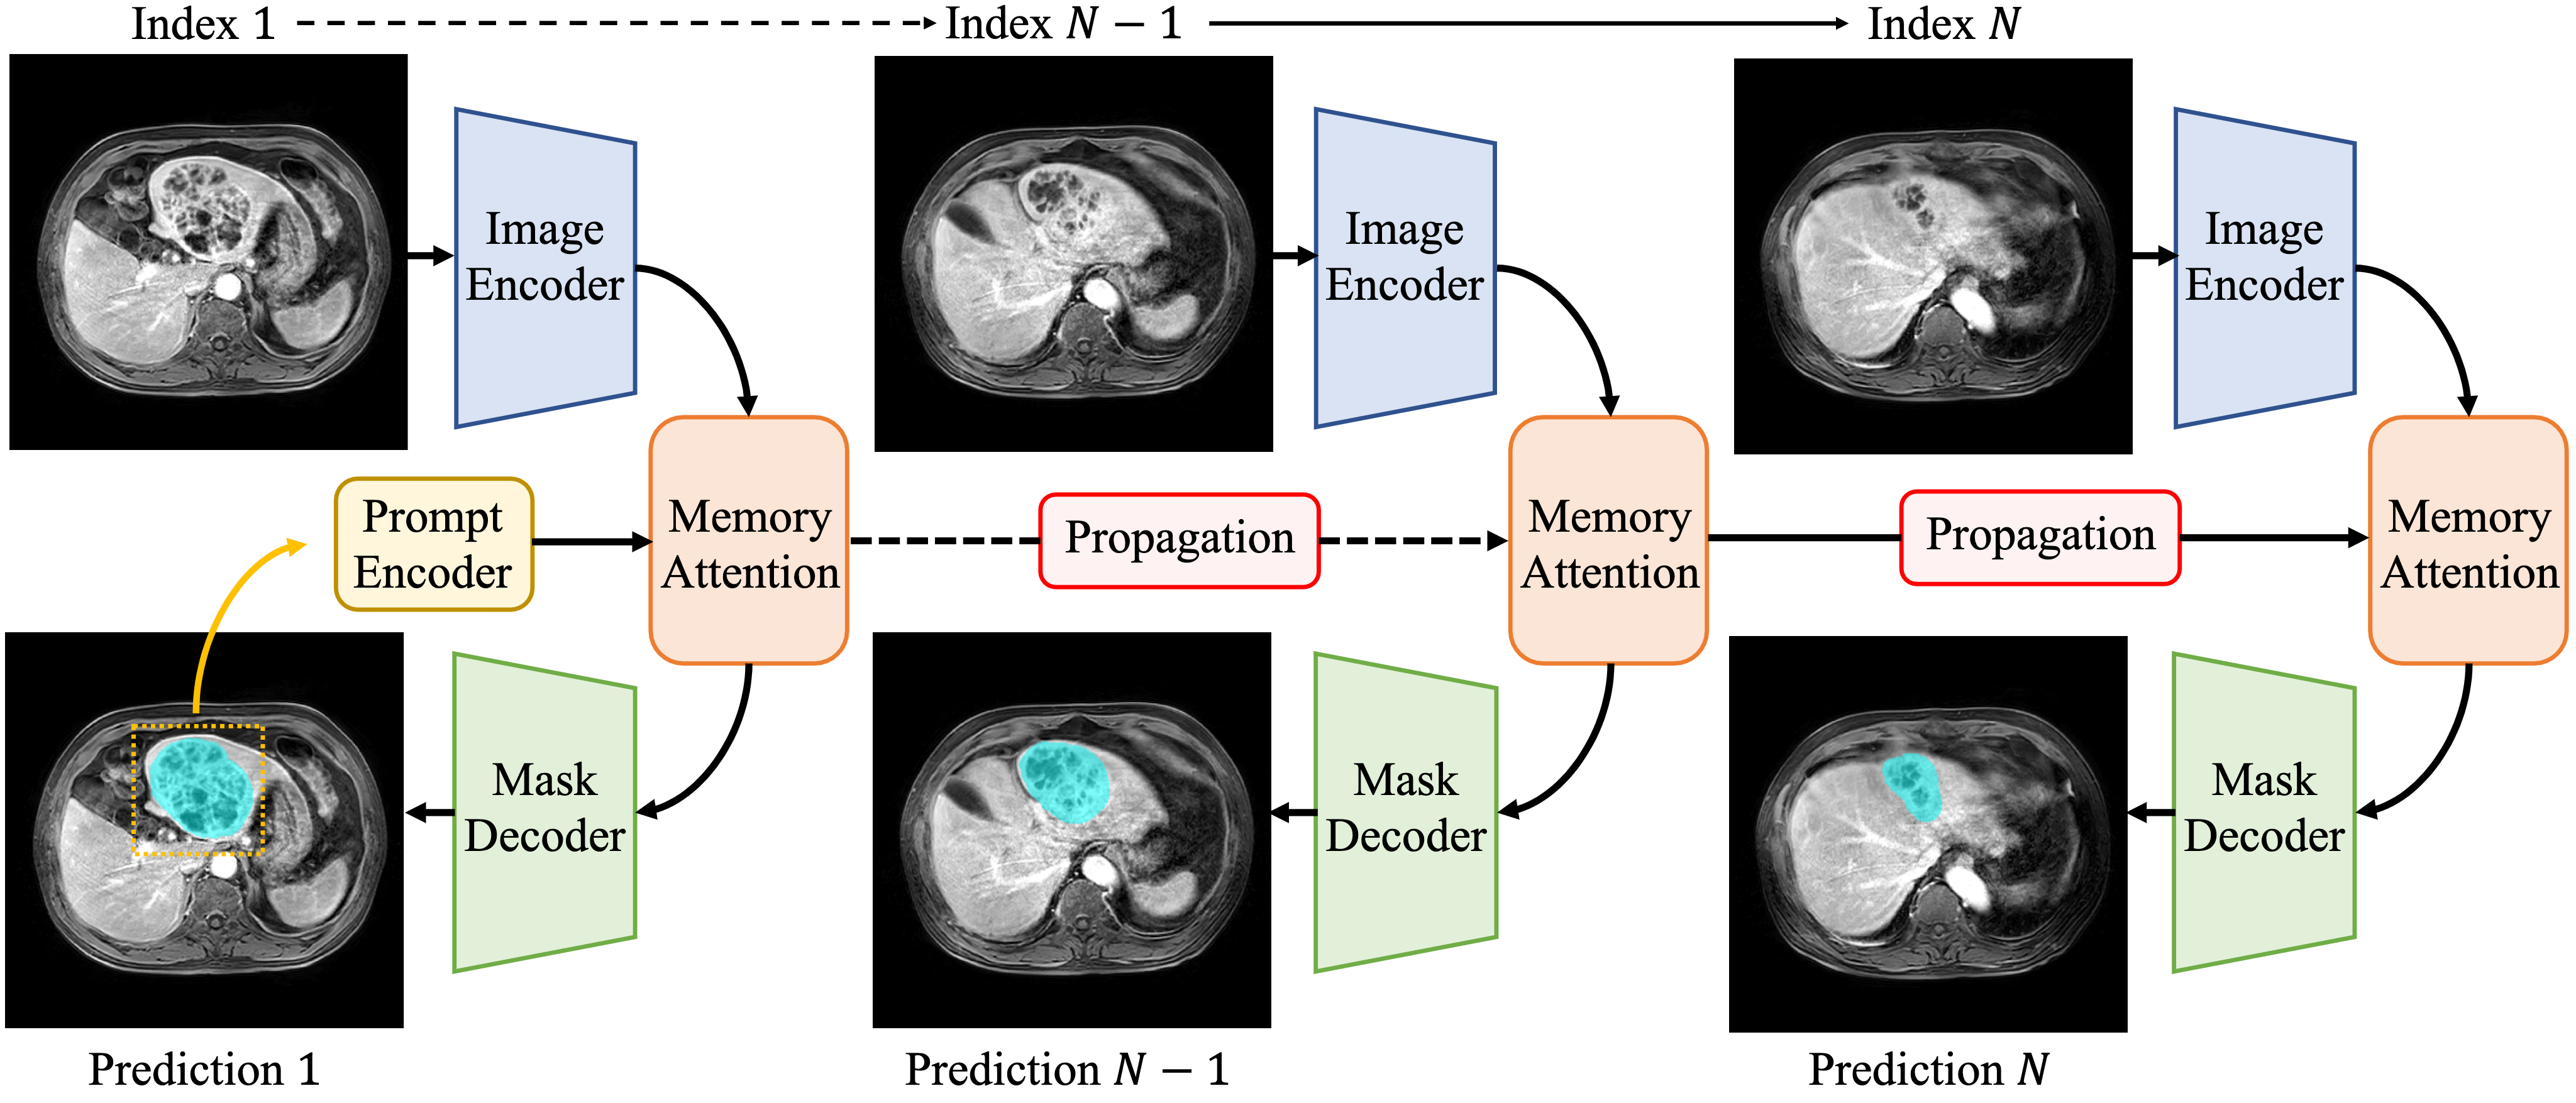 Index 1
Index N − 1
Index N
Image
Encoder
Image
Encoder
Image
Encoder
Prompt
Encoder
Memory
Attention
Propagation
Memory
Attention
Propagation
Memory
Attention
Mask
Decoder
Mask
Decoder
Mask
Decoder
Prediction 1
Prediction N − 1
Prediction N